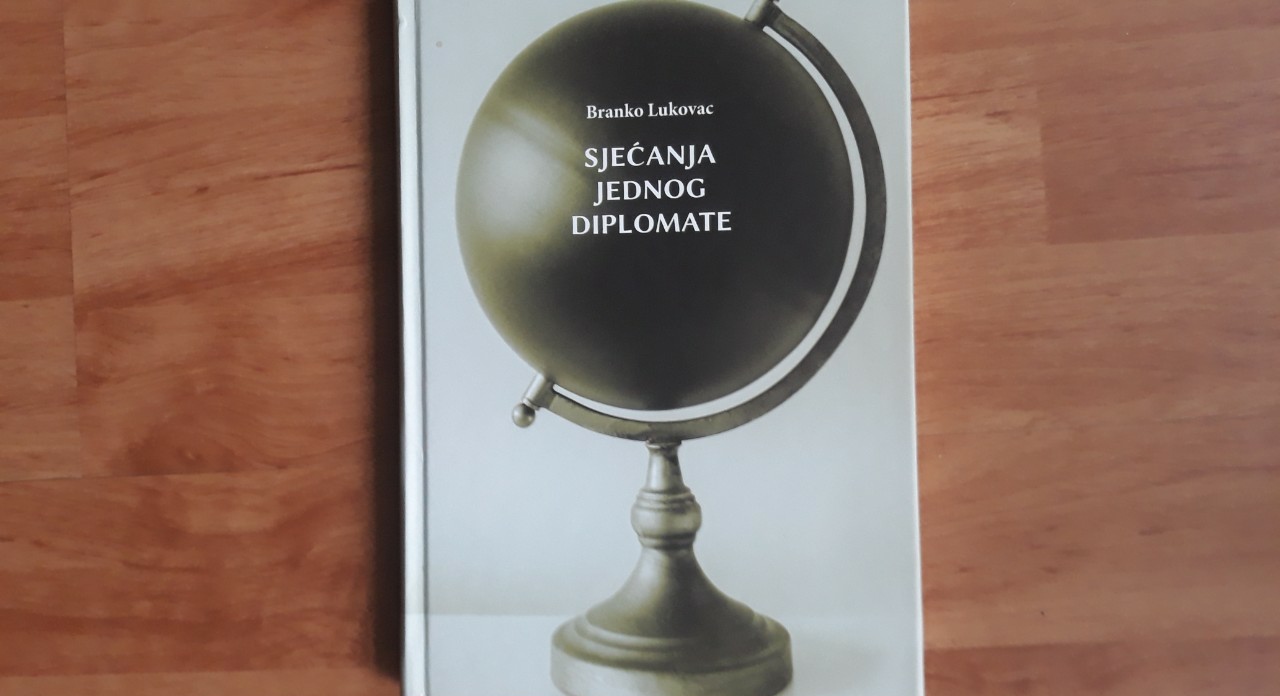 Branko Lukovac
SJEĆANJA
JEDNOG
DIPLOMATE